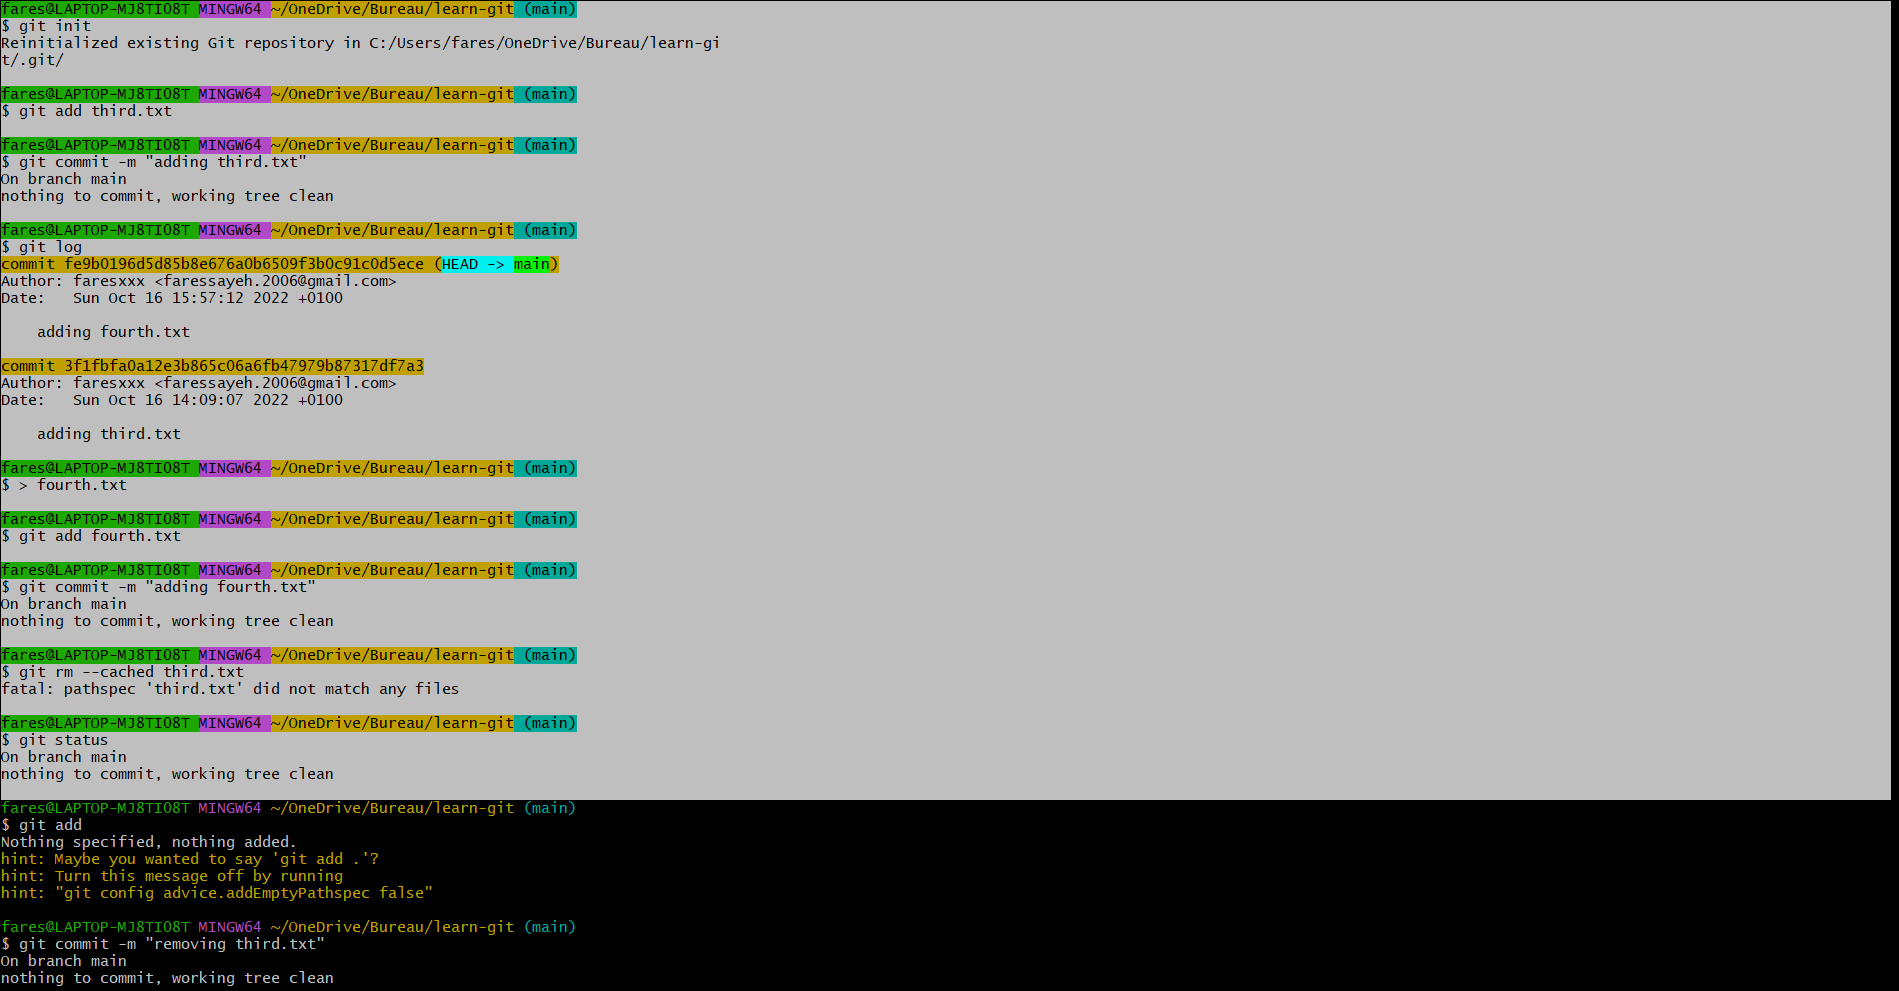 fares@LAPTOP-MJ8TIO8T MINGW64 ~/OneDrive/Bureau/learn-git (main)
$ git init
Reinitialized existing Git repository in C:/Users/fares/OneDrive/Bureau/learn-gi
t/.git/
fares@LAPTOP-MJ8TIO8T MINGW64 ~/OneDrive/Bureau/learn-git (main)
$ git add third.txt
fares@LAPTOP-MJ8TIO8T MINGW64 ~/OneDrive/Bureau/learn-git (main)
$ git commit -m "adding third.txt"
On branch main
nothing to commit, working tree clean
fares@LAPTOP-MJ8TIO8T MINGW64 ~/OneDrive/Bureau/learn-git (main)
$ git log
commit fe9b0196d5d85b8e676a0b6509f3b0c91c0d5ece (HEAD -> main)
Author: faresxxx <faressayeh.2006@gmail.com>
Date:   Sun Oct 16 15:57:12 2022 +0100
    adding fourth.txt
commit 3f1fbfa0a12e3b865c06a6fb47979b87317df7a3
Author: faresxxx <faressayeh.2006@gmail.com>
Date:   Sun Oct 16 14:09:07 2022 +0100
    adding third.txt
fares@LAPTOP-MJ8TIO8T MINGW64 ~/OneDrive/Bureau/learn-git (main)
$ > fourth.txt
fares@LAPTOP-MJ8TIO8T MINGW64 ~/OneDrive/Bureau/learn-git (main)
$ git add fourth.txt
fares@LAPTOP-MJ8TIO8T MINGW64 ~/OneDrive/Bureau/learn-git (main)
$ git commit -m "adding fourth.txt"
On branch main
nothing to commit, working tree clean
fares@LAPTOP-MJ8TIO8T MINGW64 ~/OneDrive/Bureau/learn-git (main)
$ git rm --cached third.txt
fatal: pathspec 'third.txt' did not match any files
fares@LAPTOP-MJ8TIO8T MINGW64 ~/OneDrive/Bureau/learn-git (main)
$ git status
On branch main
nothing to commit, working tree clean
fares@LAPTOP-MJ8TIO8T MINGW64 ~/OneDrive/Bureau/learn-git (main)
$ git add
Nothing specified, nothing added.
hint: Maybe you wanted to say 'git add .'?
hint: Turn this message off by running
hint: "git config advice.addEmptyPathspec false"
fares@LAPTOP-MJ8TIO8T MINGW64 ~/OneDrive/Bureau/learn-git (main)
$ git commit -m "removing third.txt"
On branch main
nothing to commit, working tree clean